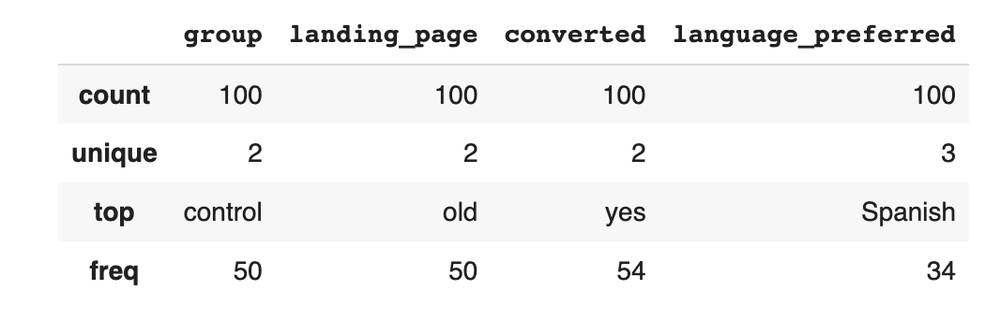 group landing_page converted language_preferred
count 100 100 100 100
unique 2 2 2 3
top control old yes Spanish
freq 50 50 54 34